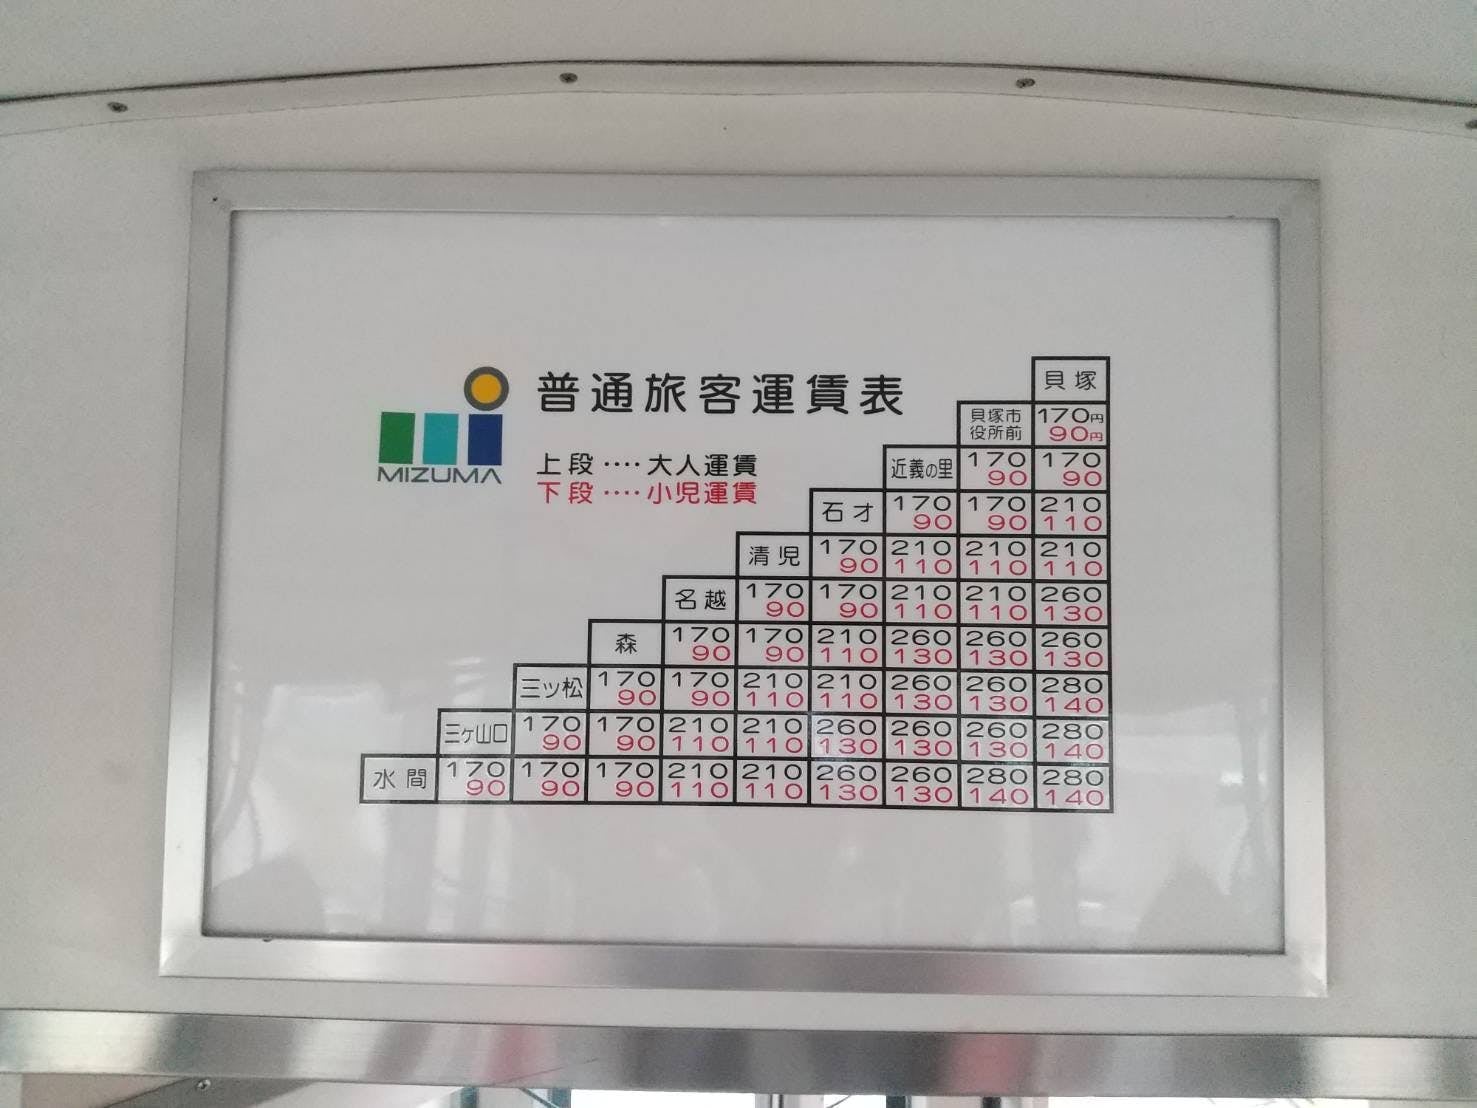 貝塚
普通旅客運賃表
貝塚市
役所前
170円
90円
MIZUMA
上段‥‥大人運賃
下段‥‥小児運賃
近義の里 170 170
90 90
石才 170 170 210
90 90 110
清児 170 210 210 210
90 110 110 110
名越 170 170 210 210 260
90 90 110 110 130
森 170 170 210 260 260 260
90 90 110 130 130 130
三ッ松 170 170 210 210 260 260 280
90 90 110 110 130 130 140
三ヶ山口 170 170 210 210 260 260 260 280
90 90 110 110 130 130 130 140
水間 170 170 170 210 210 260 260 280 280
90 90 90 110 110 130 130 140 140